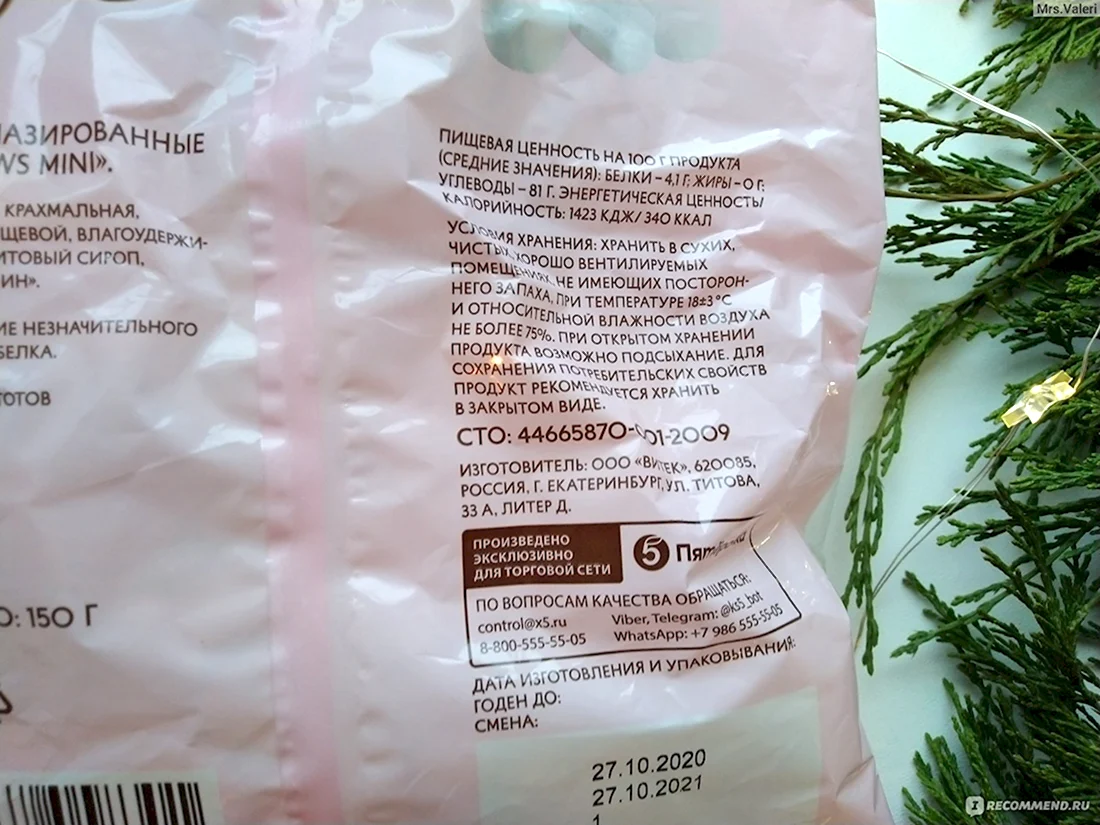 Mrs.Valeri
ЛАЗИРОВАННЫЕ
WS MINI».
КРАХМАЛЬНАЯ,
ЩЕВОЙ, ВЛАГОУДЕРЖИ-
ИТОВЫЙ СИРОП,
ИН».
ИЕ НЕЗНАЧИТЕЛЬНОГО
БЕЛКА.
ГОТОВ
О: 150 Г
ПИЩЕВАЯ ЦЕННОСТЬ НА 100 Г ПРОДУКТА
(СРЕДНИЕ ЗНАЧЕНИЯ): БЕЛКИ – 4,1 Г; ЖИРЫ – 0 Г;
УГЛЕВОДЫ – 81 Г. ЭНЕРГЕТИЧЕСКАЯ ЦЕННОСТЬ/
КАЛОРИЙНОСТЬ: 1423 КДЖ/ 340 ККАЛ
УСЛОВИЯ ХРАНЕНИЯ: ХРАНИТЬ В СУХИХ,
ЧИСТЫХ, ХОРОШО ВЕНТИЛИРУЕМЫХ
ПОМЕЩЕНИЯХ, НЕ ИМЕЮЩИХ ПОСТОРОН-
НЕГО ЗАПАХА, ПРИ ТЕМПЕРАТУРЕ 18±3 °С
И ОТНОСИТЕЛЬНОЙ ВЛАЖНОСТИ ВОЗДУХА
НЕ БОЛЕЕ 75%. ПРИ ОТКРЫТОМ ХРАНЕНИИ
ПРОДУКТА ВОЗМОЖНО ПОДСЫХАНИЕ. ДЛЯ
СОХРАНЕНИЯ ПОТРЕБИТЕЛЬСКИХ СВОЙСТВ
ПРОДУКТ РЕКОМЕНДУЕТСЯ ХРАНИТЬ
В ЗАКРЫТОМ ВИДЕ.
СТО: 44665870-001-2009
ИЗГОТОВИТЕЛЬ: ООО «ВИТЕК», 620085,
РОССИЯ, Г. ЕКАТЕРИНБУРГ, УЛ. ТИТОВА,
33 А, ЛИТЕР Д.
ПРОИЗВЕДЕНО
ЭКСКЛЮЗИВНО
ДЛЯ ТОРГОВОЙ СЕТИ
5 Пятёрочка
ПО ВОПРОСАМ КАЧЕСТВА ОБРАЩАТЬСЯ:
control@x5.ru Viber, Telegram: @ks5_bot
8-800-555-55-05 WhatsApp: +7 986 555-55-05
ДАТА ИЗГОТОВЛЕНИЯ И УПАКОВЫВАНИЯ:
ГОДЕН ДО:
СМЕНА:
27.10.2020
27.10.2021
1
IRECOMMEND.RU